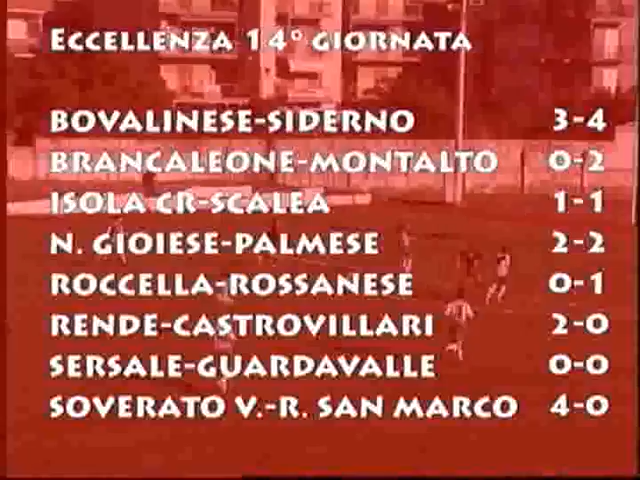 ECCELLENZA 14° GIORNATA
BOVALINESE-SIDERNO 3-4
BRANCALEONE-MONTALTO 0-2
ISOLA CR-SCALEA 1-1
N. GIOIESE-PALMESE 2-2
ROCCELLA-ROSSANESE 0-1
RENDE-CASTROVILLARI 2-0
SERSALE-GUARDAVALLE 0-0
SOVERATO V.-R. SAN MARCO 4-0